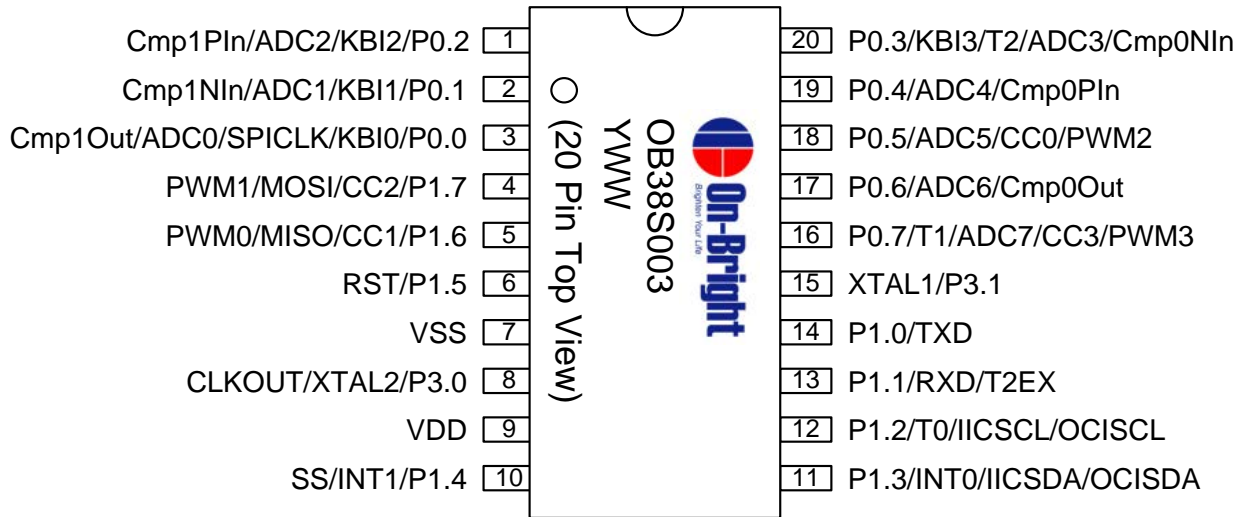 Cmp1PIn/ADC2/KBI2/P0.2 1
Cmp1NIn/ADC1/KBI1/P0.1 2
Cmp1Out/ADC0/SPICLK/KBI0/P0.0 3
PWM1/MOSI/CC2/P1.7 4
PWM0/MISO/CC1/P1.6 5
RST/P1.5 6
VSS 7
CLKOUT/XTAL2/P3.0 8
VDD 9
SS/INT1/P1.4 10
(20 Pin Top View)
YWW
OB38S003
On-Bright
Brighten Your Life.
20 P0.3/KBI3/T2/ADC3/Cmp0NIn
19 P0.4/ADC4/Cmp0PIn
18 P0.5/ADC5/CC0/PWM2
17 P0.6/ADC6/Cmp0Out
16 P0.7/T1/ADC7/CC3/PWM3
15 XTAL1/P3.1
14 P1.0/TXD
13 P1.1/RXD/T2EX
12 P1.2/T0/IICSCL/OCISCL
11 P1.3/INT0/IICSDA/OCISDA